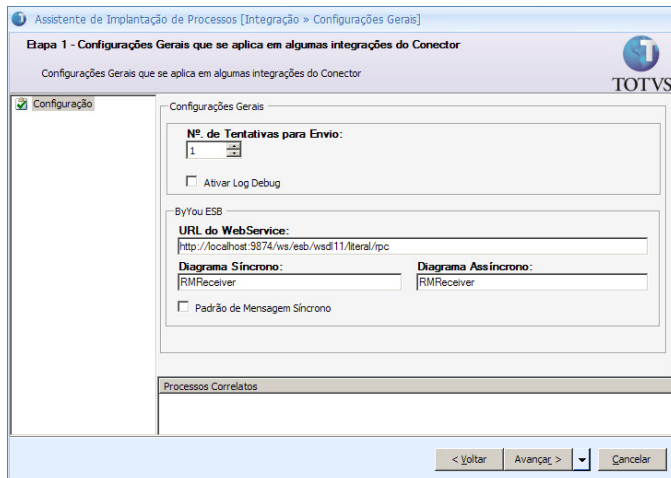 Assistente de Implantação de Processos [Integração » Configurações Gerais]
Etapa 1 - Configurações Gerais que se aplica em algumas integrações do Conector
Configurações Gerais que se aplica em algumas integrações do Conector
TOTVS
Configuração
Configurações Gerais
Nº. de Tentativas para Envio:
1
Ativar Log Debug
ByYou ESB
URL do WebService:
http://localhost:9874/ws/esb/wsdl11/literal/rpc
Diagrama Síncrono: Diagrama Assíncrono:
RMReceiver RMReceiver
Padrão de Mensagem Síncrono
Processos Correlatos
< Voltar Avançar > Cancelar